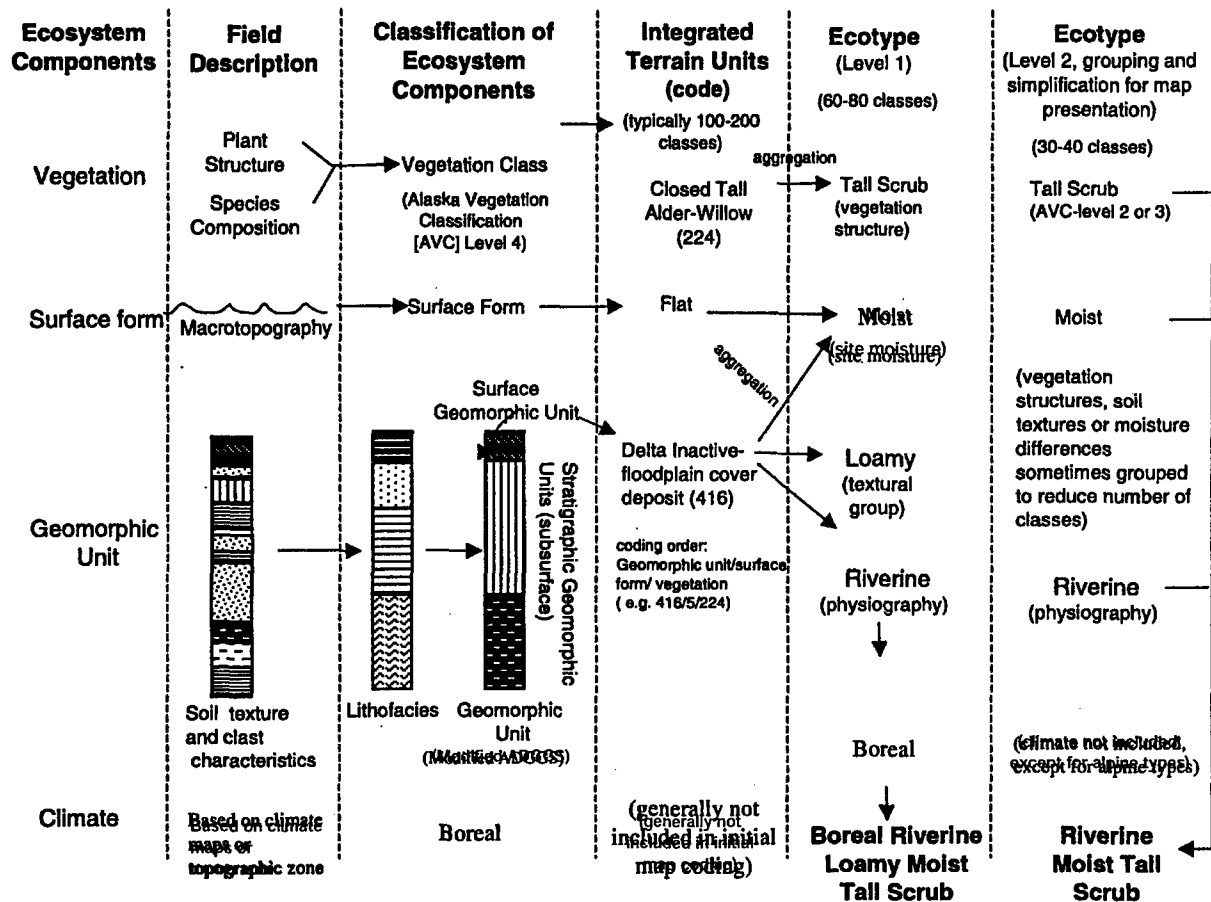 Ecosystem
Components
Field
Description
Classification of
Ecosystem
Components
Integrated
Terrain Units
(code)
(typically 100-200
classes)
Ecotype
(Level 1)
(60-80 classes)
Ecotype
(Level 2, grouping and
simplification for map
presentation)
(30-40 classes)
Vegetation
Plant
Structure
Species
Composition
Vegetation Class
(Alaska Vegetation
Classification
[AVC] Level 4)
Closed Tall
Alder-Willow
(224)
aggregation
Tall Scrub
(vegetation
structure)
Tall Scrub
(AVC-level 2 or 3)
Surface form
Macrotopography
Surface Form
Flat
Moist
(site moisture)
Moist
aggregation
Geomorphic
Unit
Soil texture
and clast
characteristics
Lithofacies
Surface
Geomorphic Unit
Stratigraphic Geomorphic
Units (subsurface)
Geomorphic
Unit
(Modified ADGGS)
Delta Inactive-
floodplain cover
deposit (416)
coding order:
Geomorphic unit/surface
form/ vegetation
( e.g. 416/5/224)
Loamy
(textural
group)
Riverine
(physiography)
(vegetation
structures, soil
textures or moisture
differences
sometimes grouped
to reduce number of
classes)
Riverine
(physiography)
Climate
Based on climate
maps or
topographic zone
Boreal
(generally not
included in initial
map coding)
Boreal
(climate not included,
except for alpine types)
Boreal Riverine
Loamy Moist
Tall Scrub
Riverine
Moist Tall
Scrub